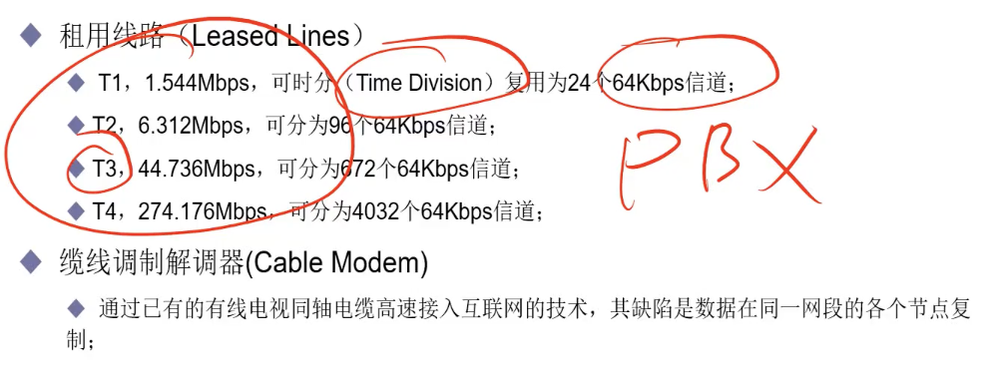 租用线路（Leased Lines）
T1，1.544Mbps，可时分（Time Division）复用为24个64Kbps信道；
T2，6.312Mbps，可分为96个64Kbps信道；
T3，44.736Mbps，可分为672个64Kbps信道；
PBX
T4，274.176Mbps，可分为4032个64Kbps信道；
缆线调制解调器(Cable Modem)
通过已有的有线电视同轴电缆高速接入互联网的技术，其缺陷是数据在同一网段的各个节点复
制；